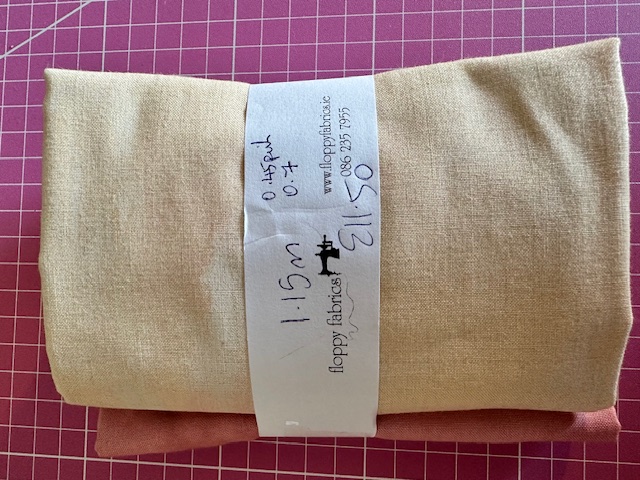 0.45pink
0.7
www.floppyfabrics.ie
086 235 7955
1.15m
€11.50
floppy fabrics